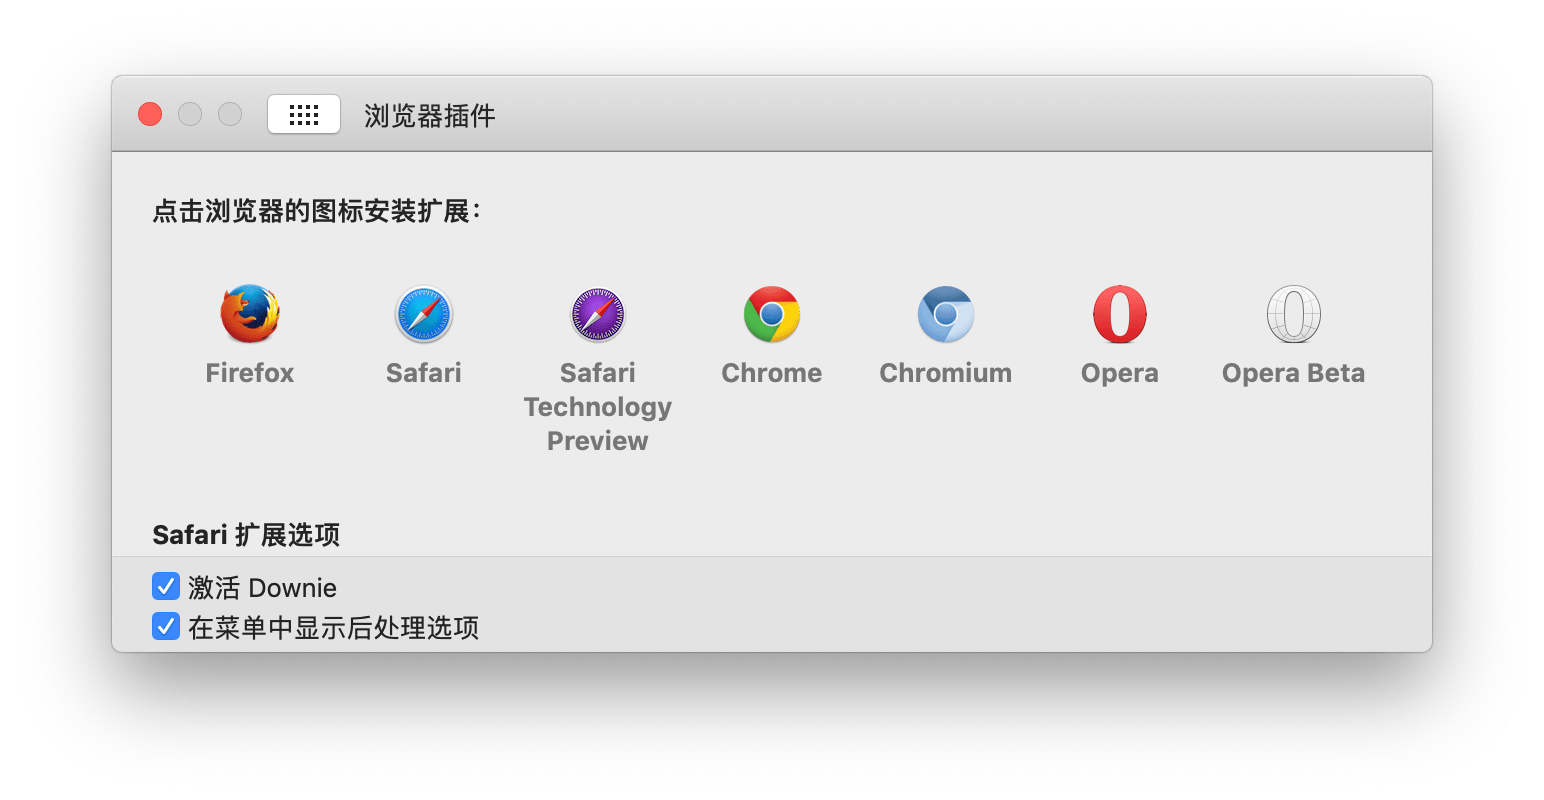 浏览器插件
点击浏览器的图标安装扩展：
Firefox
Safari
Safari
Technology
Preview
Chrome
Chromium
Opera
Opera Beta
Safari 扩展选项
激活 Downie
在菜单中显示后处理选项